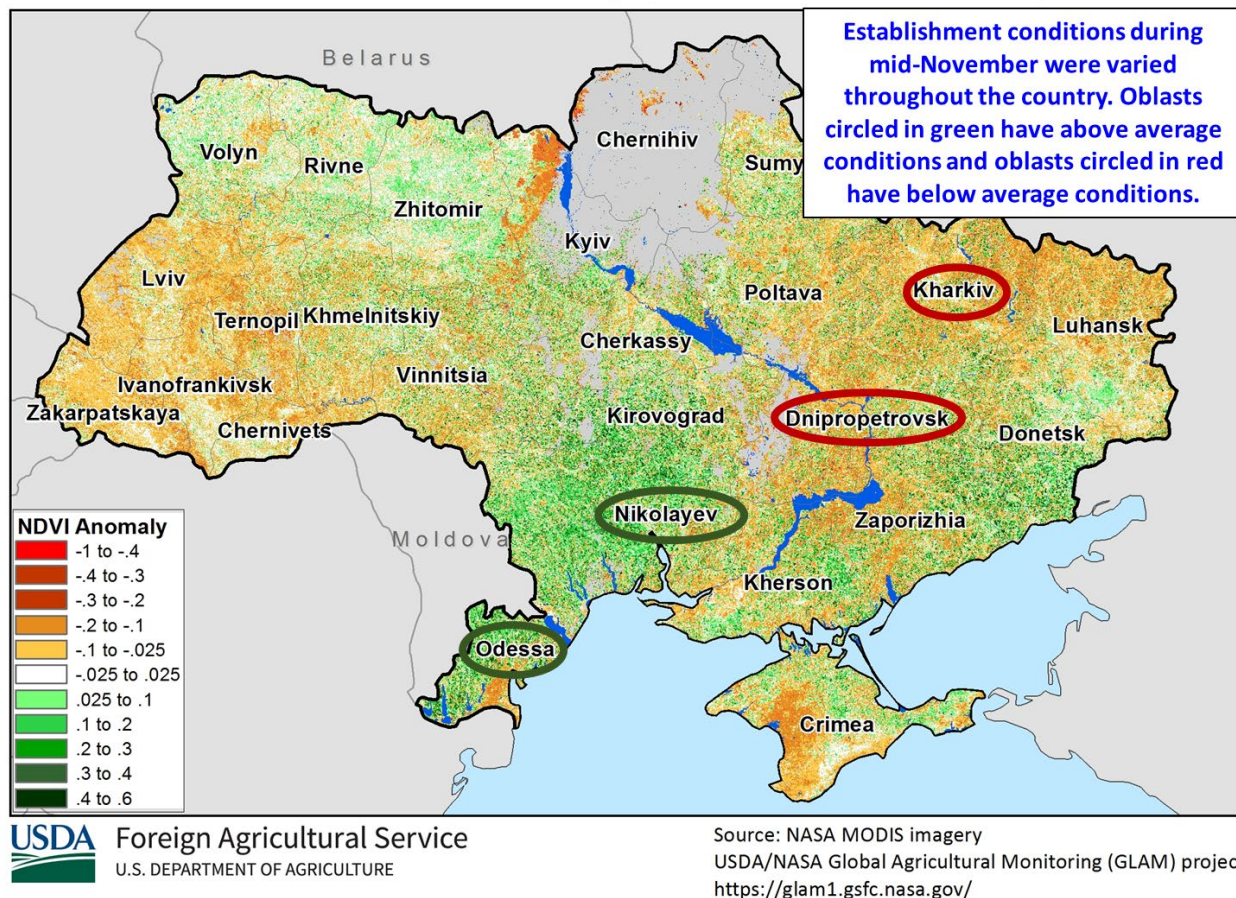 Establishment conditions during
mid-November were varied
throughout the country. Oblasts
circled in green have above average
conditions and oblasts circled in red
have below average conditions.
Belarus
Chernihiv
Sumy
Volyn
Rivne
Zhitomir
Kyiv
Lviv
Poltava
Kharkiv
Ternopil
Khmelnitskiy
Luhansk
Cherkassy
Vinnitsia
Ivanofrankivsk
Zakarpatskaya
Kirovograd
Dnipropetrovsk
Chernivets
Donetsk
Nikolayev
Zaporizhia
Moldova
Kherson
Odessa
Crimea
NDVI Anomaly
-1 to -.4
-.4 to -.3
-.3 to -.2
-.2 to -.1
-.1 to -.025
-.025 to .025
.025 to .1
.1 to .2
.2 to .3
.3 to .4
.4 to .6
USDA
Foreign Agricultural Service
U.S. DEPARTMENT OF AGRICULTURE
Source: NASA MODIS imagery
USDA/NASA Global Agricultural Monitoring (GLAM) projec
https://glam1.gsfc.nasa.gov/